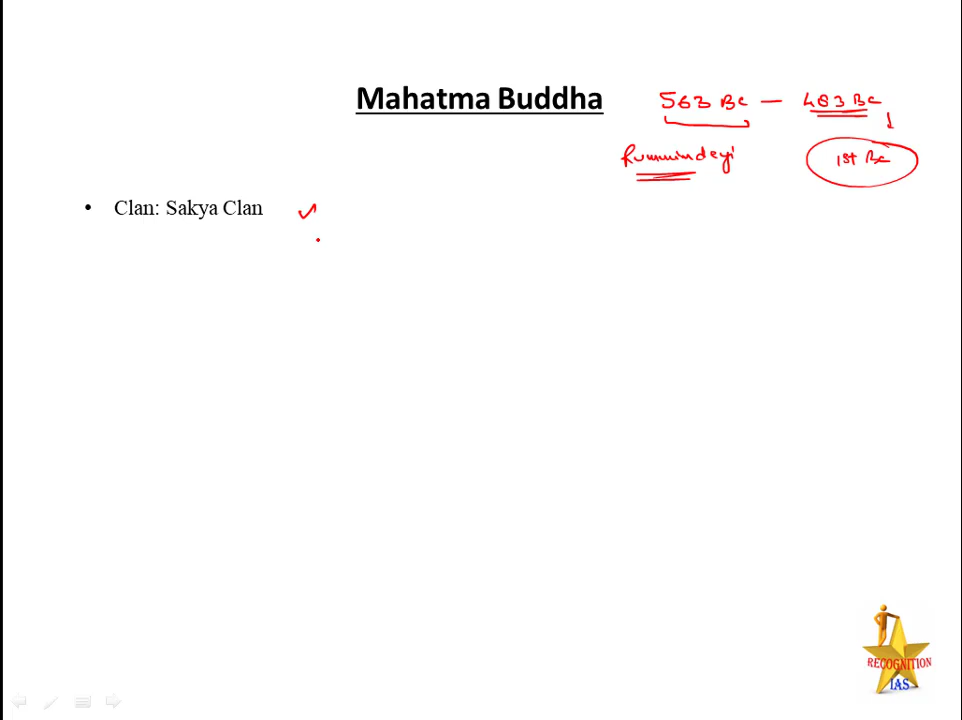 Mahatma Buddha
563 BC — 483 BC
Rummindeyi
1st BC
• Clan: Sakya Clan
RECOGNITION
IAS